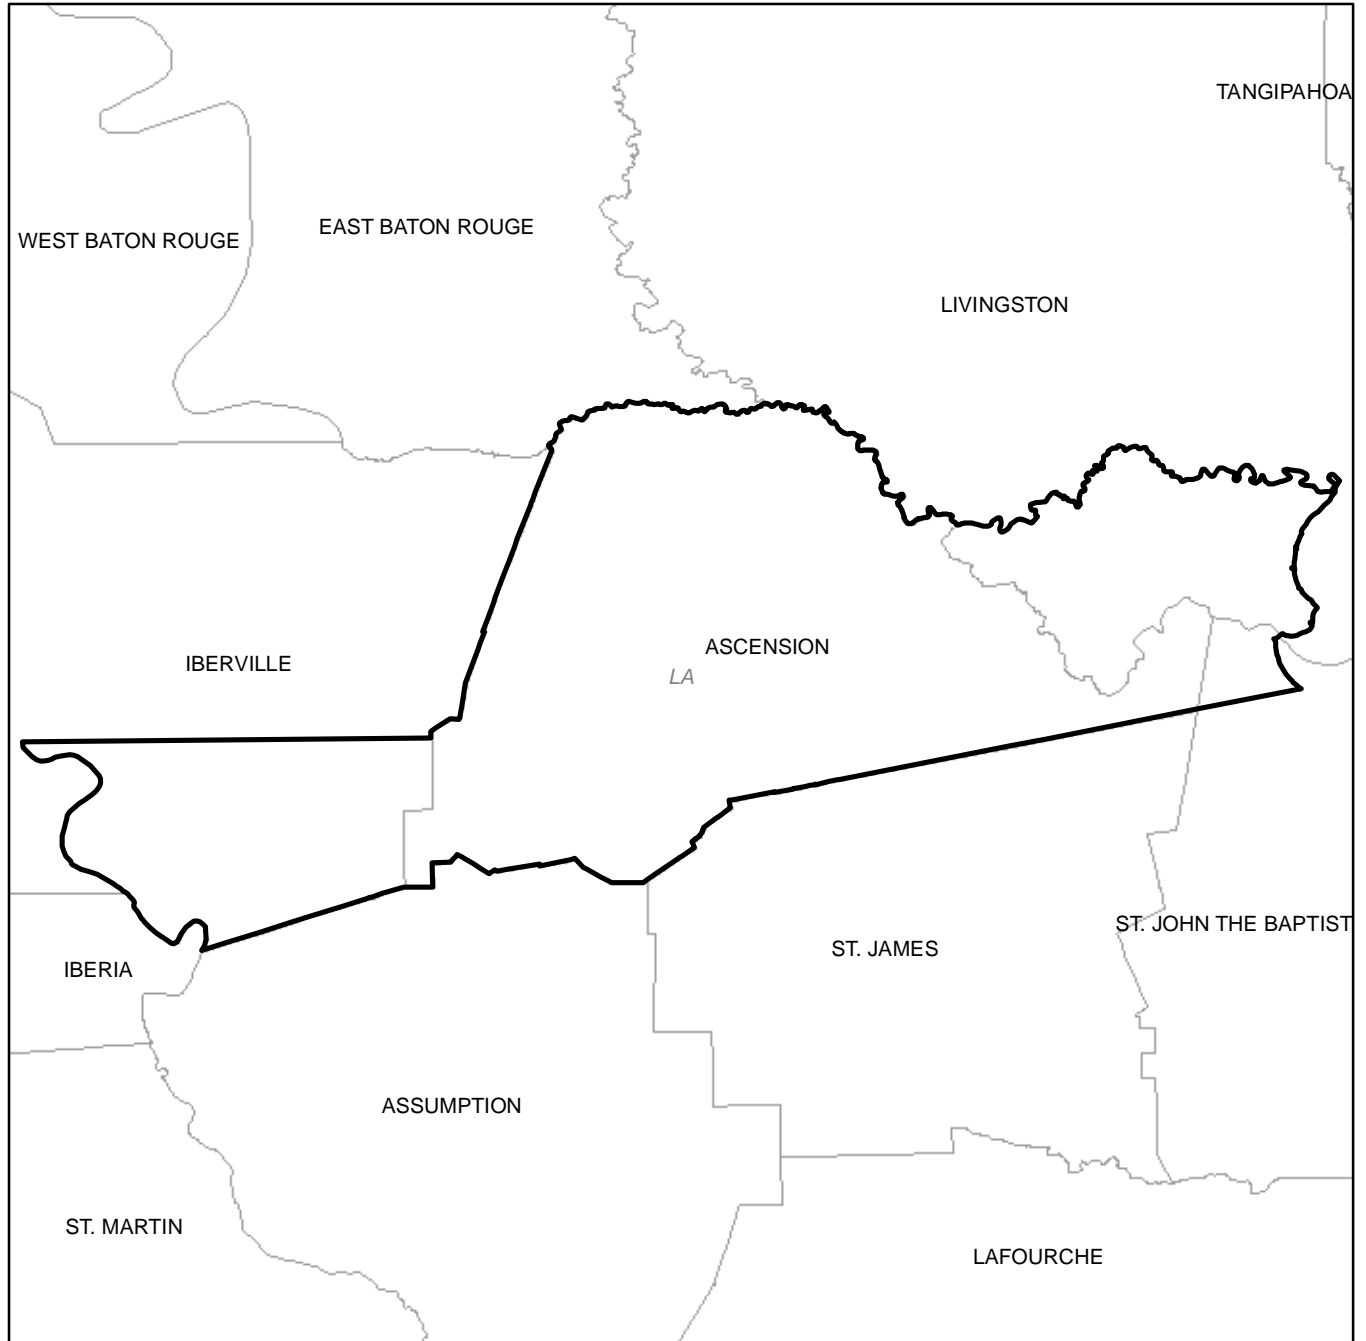 TANGIPAHOA
EAST BATON ROUGE
WEST BATON ROUGE
LIVINGSTON
ASCENSION
IBERVILLE
LA
ST. JOHN THE BAPTIST
ST. JAMES
IBERIA
ASSUMPTION
ST. MARTIN
LAFOURCHE